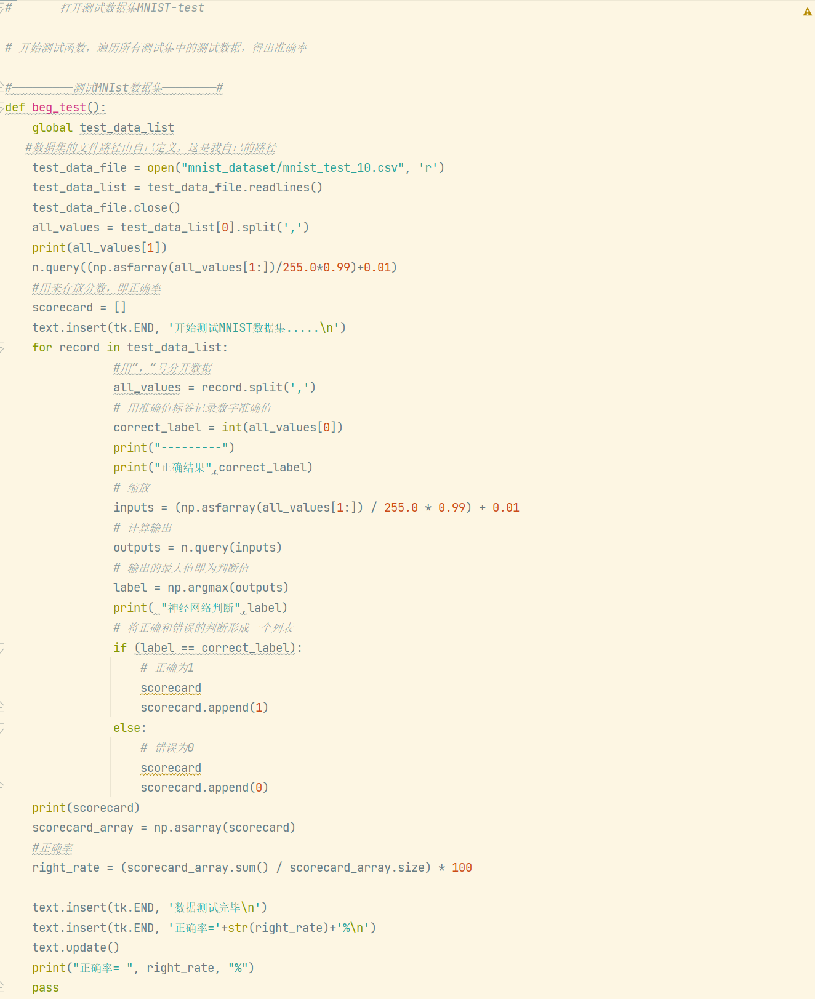 #       打开测试数据集MNIST-test
# 开始测试函数，遍历所有测试集中的测试数据，得出准确率
#—————————测试MNIst数据集————————#
def beg_test():
    global test_data_list
   #数据集的文件路径由自己定义，这是我自己的路径
    test_data_file = open("mnist_dataset/mnist_test_10.csv", 'r')
    test_data_list = test_data_file.readlines()
    test_data_file.close()
    all_values = test_data_list[0].split(',')
    print(all_values[1])
    n.query((np.asfarray(all_values[1:])/255.0*0.99)+0.01)
    #用来存放分数，即正确率
    scorecard = []
    text.insert(tk.END, '开始测试MNIST数据集.....\n')
    for record in test_data_list:
                #用”，“号分开数据
                all_values = record.split(',')
                # 用准确值标签记录数字准确值
                correct_label = int(all_values[0])
                print("---------")
                print("正确结果",correct_label)
                # 缩放
                inputs = (np.asfarray(all_values[1:]) / 255.0 * 0.99) + 0.01
                # 计算输出
                outputs = n.query(inputs)
                # 输出的最大值即为判断值
                label = np.argmax(outputs)
                print( "神经网络判断",label)
                # 将正确和错误的判断形成一个列表
                if (label == correct_label):
                    # 正确为1
                    scorecard
                    scorecard.append(1)
                else:
                    # 错误为0
                    scorecard
                    scorecard.append(0)
    print(scorecard)
    scorecard_array = np.asarray(scorecard)
    #正确率
    right_rate = (scorecard_array.sum() / scorecard_array.size) * 100
    text.insert(tk.END, '数据测试完毕\n')
    text.insert(tk.END, '正确率='+str(right_rate)+'%\n')
    text.update()
    print("正确率= ", right_rate, "%")
    pass